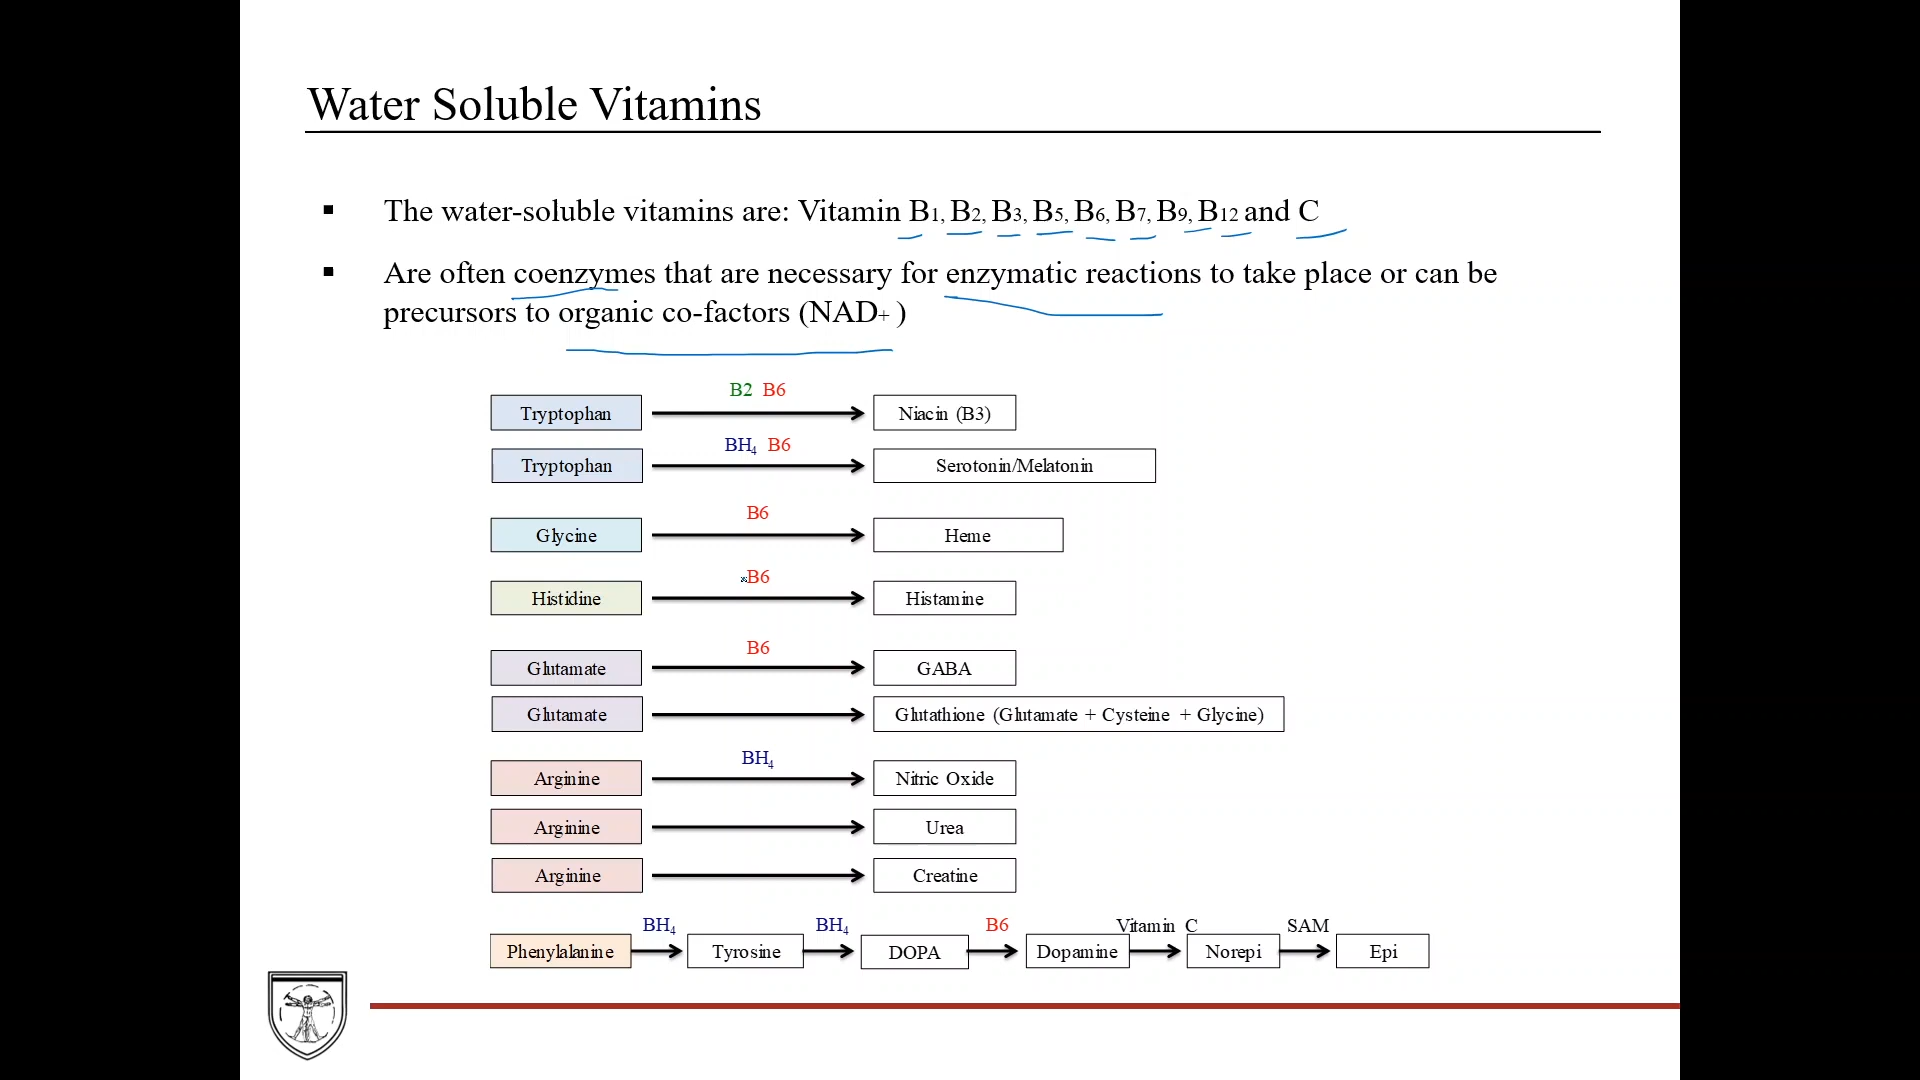 Water Soluble Vitamins
▪ The water-soluble vitamins are: Vitamin B1, B2, B3, B5, B6, B7, B9, B12 and C
▪ Are often coenzymes that are necessary for enzymatic reactions to take place or can be
precursors to organic co-factors (NAD+ )
B2 B6
Tryptophan Niacin (B3)
BH4 B6
Tryptophan Serotonin/Melatonin
B6
Glycine Heme
B6
Histidine Histamine
B6
Glutamate GABA
Glutamate Glutathione (Glutamate + Cysteine + Glycine)
BH4
Arginine Nitric Oxide
Arginine Urea
Arginine Creatine
BH4 BH4 B6 Vitamin C SAM
Phenylalanine Tyrosine DOPA Dopamine Norepi Epi